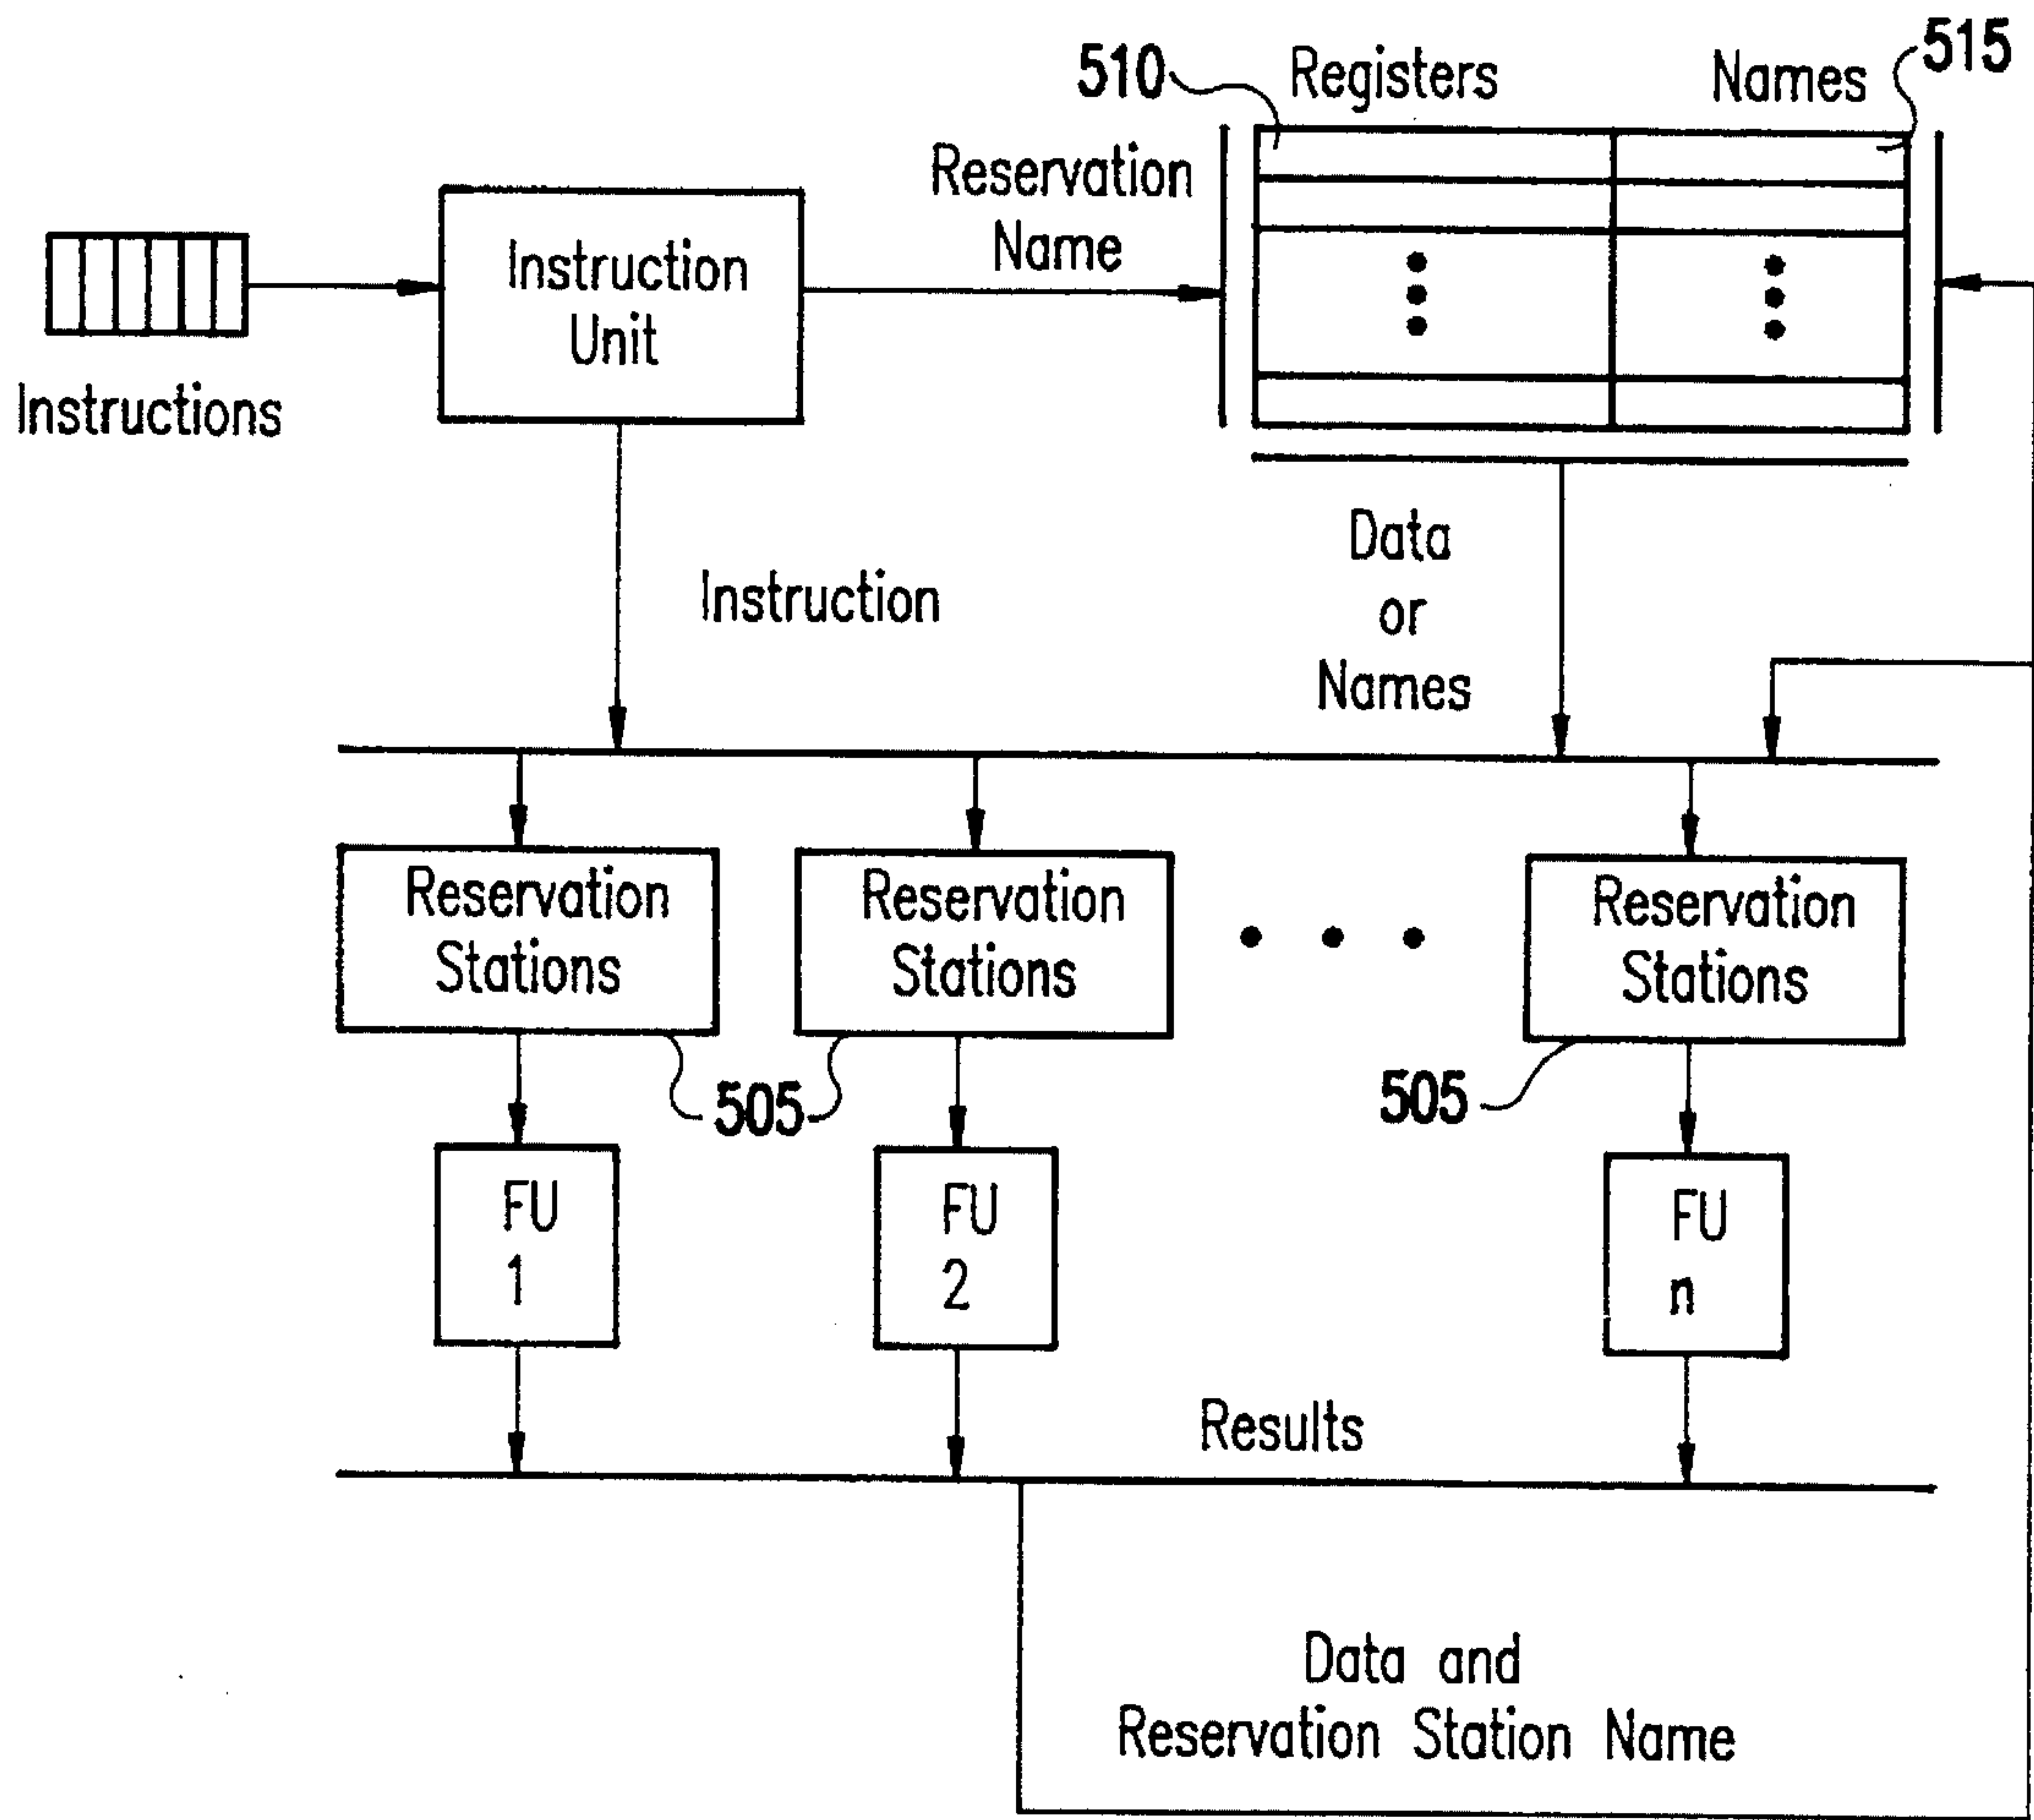 510
Registers
Names
515
Reservation
Name
Instruction
Unit
Instructions
Instruction
Data
or
Names
Reservation
Stations
Reservation
Stations
Reservation
Stations
505
505
FU
1
FU
2
FU
n
Results
Data and
Reservation Station Name